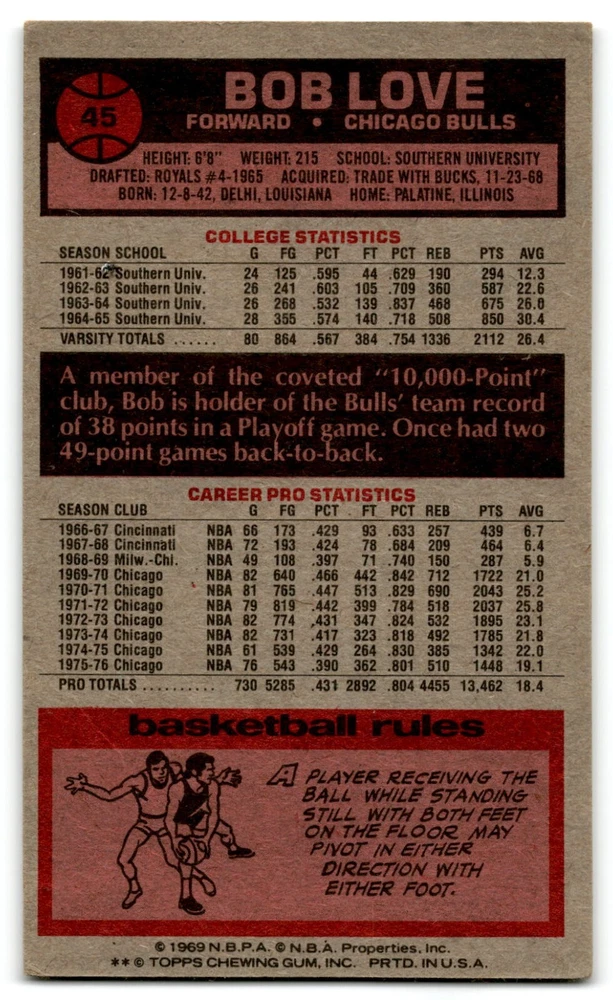 45
BOB LOVE
FORWARD • CHICAGO BULLS
HEIGHT: 6'8" WEIGHT: 215 SCHOOL: SOUTHERN UNIVERSITY
DRAFTED: ROYALS #4-1965 ACQUIRED: TRADE WITH BUCKS, 11-23-68
BORN: 12-8-42, DELHI, LOUISIANA HOME: PALATINE, ILLINOIS
COLLEGE STATISTICS
SEASON SCHOOL G FG PCT FT PCT REB PTS AVG
1961-62 Southern Univ. 24 125 .595 44 .629 190 294 12.3
1962-63 Southern Univ. 26 241 .603 105 .709 360 587 22.6
1963-64 Southern Univ. 26 268 .532 139 .837 468 675 26.0
1964-65 Southern Univ. 28 355 .574 140 .718 508 850 30.4
VARSITY TOTALS ...... 80 864 .567 384 .754 1336 2112 26.4
A member of the coveted "10,000-Point"
club, Bob is holder of the Bulls' team record
of 38 points in a Playoff game. Once had two
49-point games back-to-back.
CAREER PRO STATISTICS
SEASON CLUB G FG PCT FT PCT REB PTS AVG
1966-67 Cincinnati NBA 66 173 .429 93 .633 257 439 6.7
1967-68 Cincinnati NBA 72 193 .424 78 .684 209 464 6.4
1968-69 Milw.-Chi. NBA 49 108 .397 71 .740 150 287 5.9
1969-70 Chicago NBA 82 640 .466 442 .842 712 1722 21.0
1970-71 Chicago NBA 81 765 .447 513 .829 690 2043 25.2
1971-72 Chicago NBA 79 819 .442 399 .784 518 2037 25.8
1972-73 Chicago NBA 82 774 .431 347 .824 532 1895 23.1
1973-74 Chicago NBA 82 731 .417 323 .818 492 1785 21.8
1974-75 Chicago NBA 61 539 .429 264 .830 385 1342 22.0
1975-76 Chicago NBA 76 543 .390 362 .801 510 1448 19.1
PRO TOTALS .......... 730 5285 .431 2892 .804 4455 13,462 18.4
basketball rules
A PLAYER RECEIVING THE
BALL WHILE STANDING
STILL WITH BOTH FEET
ON THE FLOOR MAY
PIVOT IN EITHER
DIRECTION WITH
EITHER FOOT.
© 1969 N.B.P.A. © N.B.A. Properties, Inc.
** © TOPPS CHEWING GUM, INC. PRTD. IN U.S.A.